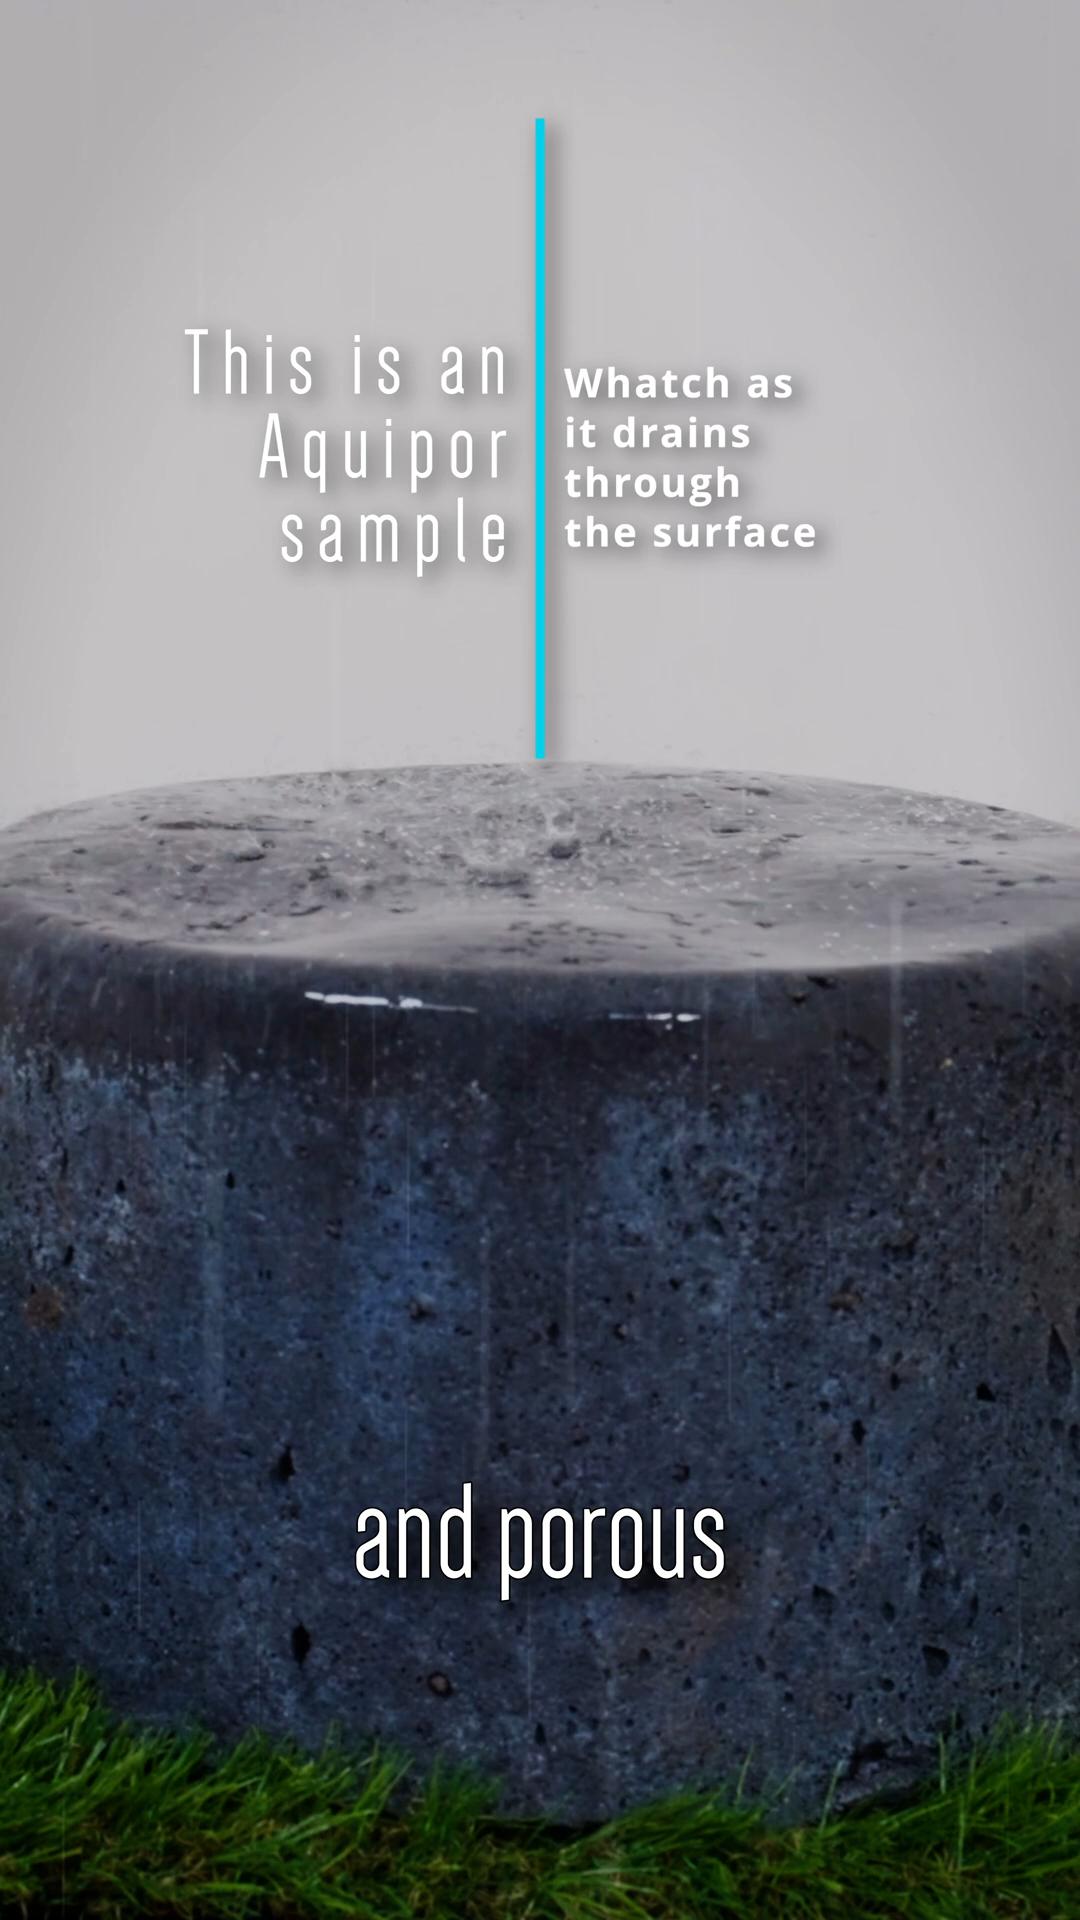 This is an
Aquipor
sample
Whatch as
it drains
through
the surface
and porous